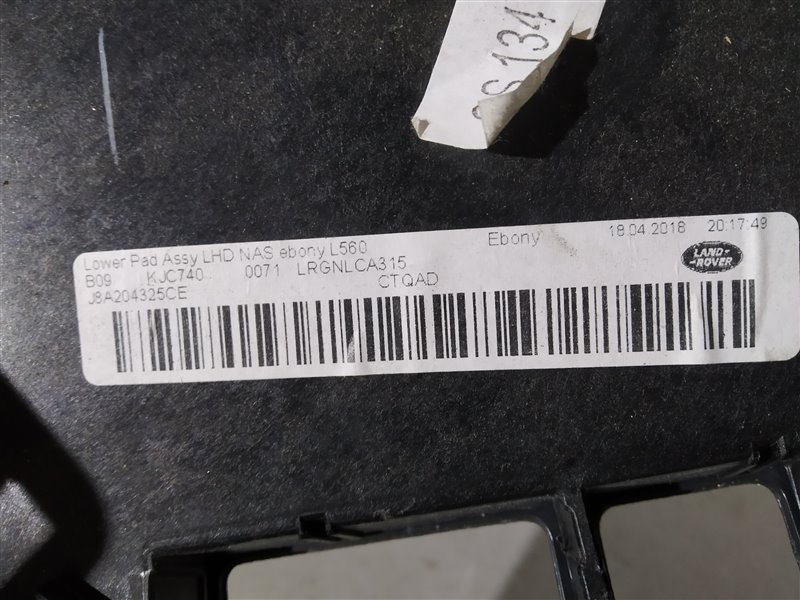 134
Lower Pad Assy LHD NAS ebony L560 Ebony 18.04.2018 20:17:49
B09 KJC740 0071 LRGNLCA315
J8A204325CE CTQAD
LAND-
-ROVER